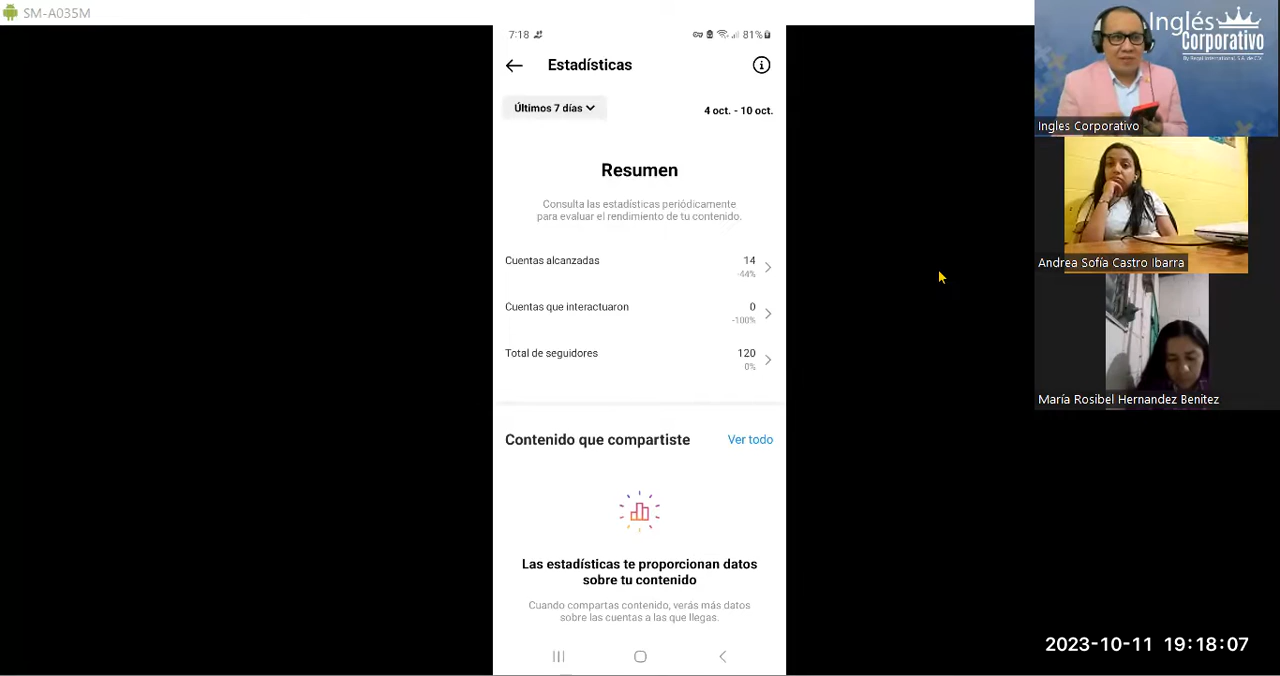 SM-A035M
7:18
81%
Estadísticas
Últimos 7 días
4 oct. - 10 oct.
Resumen
Consulta las estadísticas periódicamente
para evaluar el rendimiento de tu contenido.
Cuentas alcanzadas
14
-44%
Cuentas que interactuaron
0
-100%
Total de seguidores
120
0%
Contenido que compartiste
Ver todo
Las estadísticas te proporcionan datos
sobre tu contenido
Cuando compartas contenido, verás más datos
sobre las cuentas a las que llegas.
Inglés
Corporativo
By Regal International, S.A. de C.V.
Ingles Corporativo
Andrea Sofía Castro Ibarra
María Rosibel Hernandez Benitez
2023-10-11 19:18:07